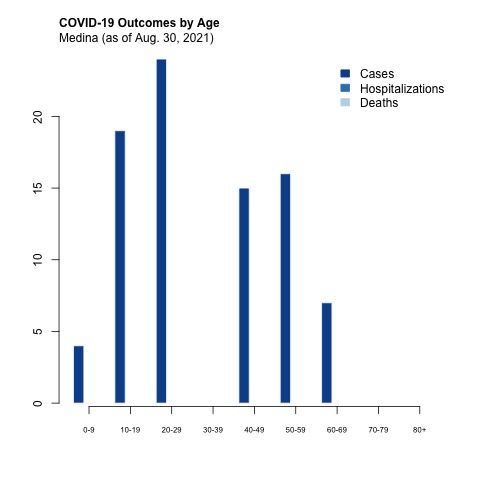 COVID-19 Outcomes by Age
Medina (as of Aug. 30, 2021)
Cases
Hospitalizations
Deaths
20
15
10
5
0
0-9 10-19 20-29 30-39 40-49 50-59 60-69 70-79 80+